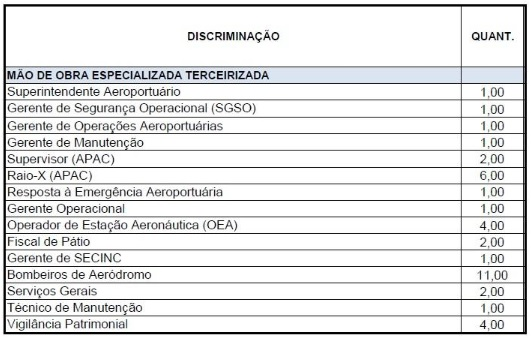 DISCRIMINAÇÃO QUANT.
MÃO DE OBRA ESPECIALIZADA TERCEIRIZADA
Superintendente Aeroportuário 1,00
Gerente de Segurança Operacional (SGSO) 1,00
Gerente de Operações Aeroportuárias 1,00
Gerente de Manutenção 1,00
Supervisor (APAC) 2,00
Raio-X (APAC) 6,00
Resposta à Emergência Aeroportuária 1,00
Gerente Operacional 1,00
Operador de Estação Aeronáutica (OEA) 4,00
Fiscal de Pátio 2,00
Gerente de SECINC 1,00
Bombeiros de Aeródromo 11,00
Serviços Gerais 2,00
Técnico de Manutenção 1,00
Vigilância Patrimonial 4,00